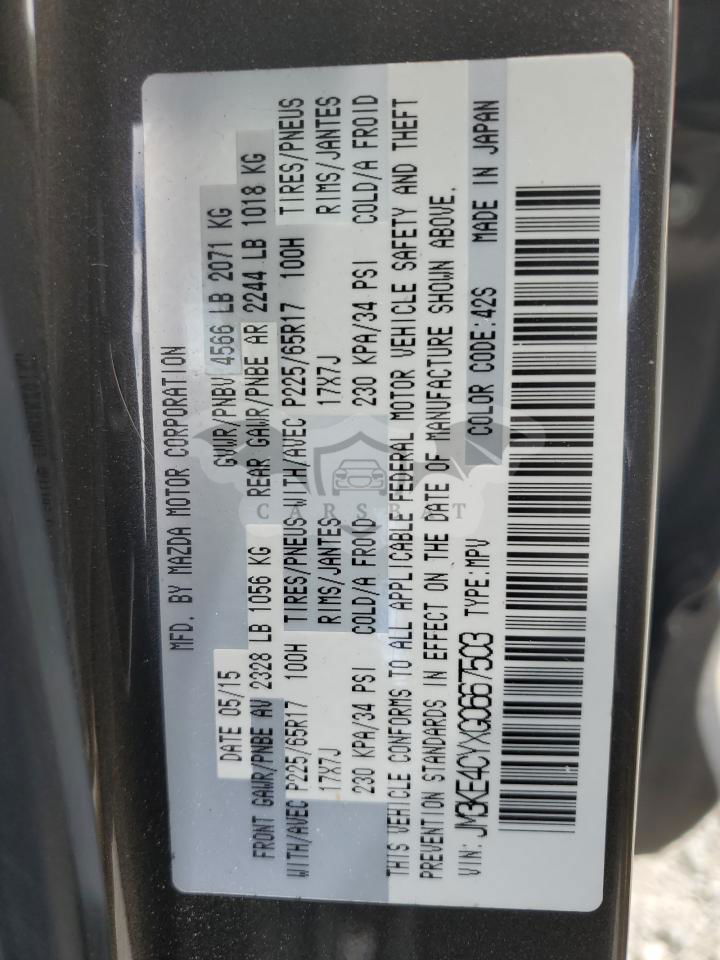 MFD. BY MAZDA MOTOR CORPORATION
DATE 05/15 GVWR/PNBV 4566 LB 2071 KG
FRONT GAWR/PNBE AV 2328 LB 1056 KG REAR GAWR/PNBE AR 2244 LB 1018 KG
WITH/AVEC P225/65R17 100H TIRES/PNEUS WITH/AVEC P225/65R17 100H TIRES/PNEUS
17X7J RIMS/JANTES 17X7J RIMS/JANTES
230 KPA/34 PSI COLD/A FROID 230 KPA/34 PSI COLD/A FROID
THIS VEHICLE CONFORMS TO ALL APPLICABLE FEDERAL MOTOR VEHICLE SAFETY AND THEFT
PREVENTION STANDARDS IN EFFECT ON THE DATE OF MANUFACTURE SHOWN ABOVE.
VIN: JM3KE4CYXG0667503 TYPE:MPV COLOR CODE:42S MADE IN JAPAN
CARSBAT